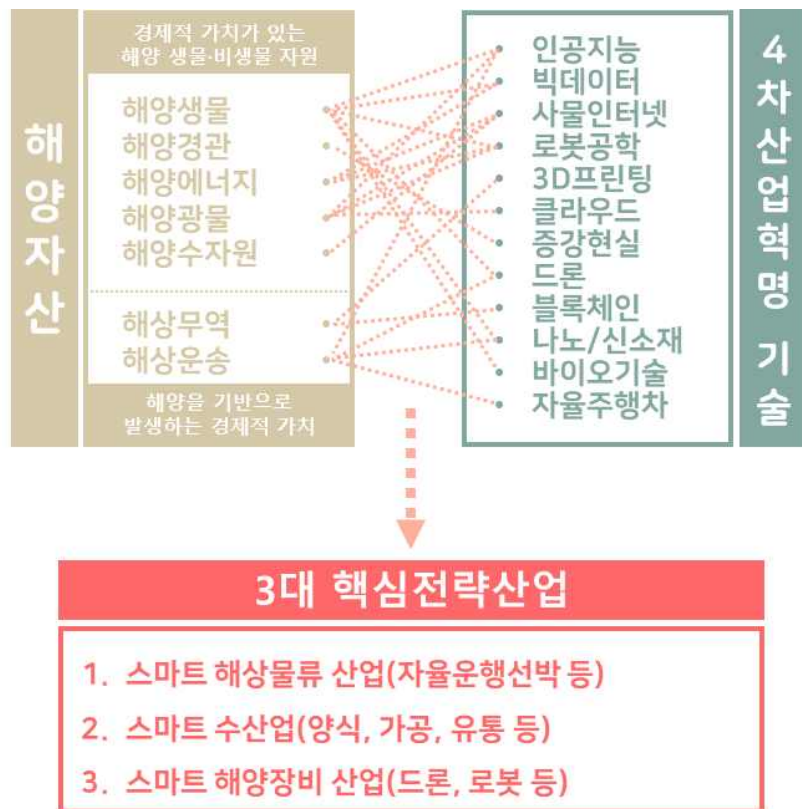 해양자산
경제적 가치가 있는
해양 생물·비생물 자원
해양생물
해양경관
해양에너지
해양광물
해양수자원
해상무역
해상운송
해양을 기반으로
발생하는 경제적 가치
인공지능
빅데이터
사물인터넷
로봇공학
3D프린팅
클라우드
증강현실
드론
블록체인
나노/신소재
바이오기술
자율주행차
4차산업혁명 기술
3대 핵심전략산업
1. 스마트 해상물류 산업(자율운행선박 등)
2. 스마트 수산업(양식, 가공, 유통 등)
3. 스마트 해양장비 산업(드론, 로봇 등)